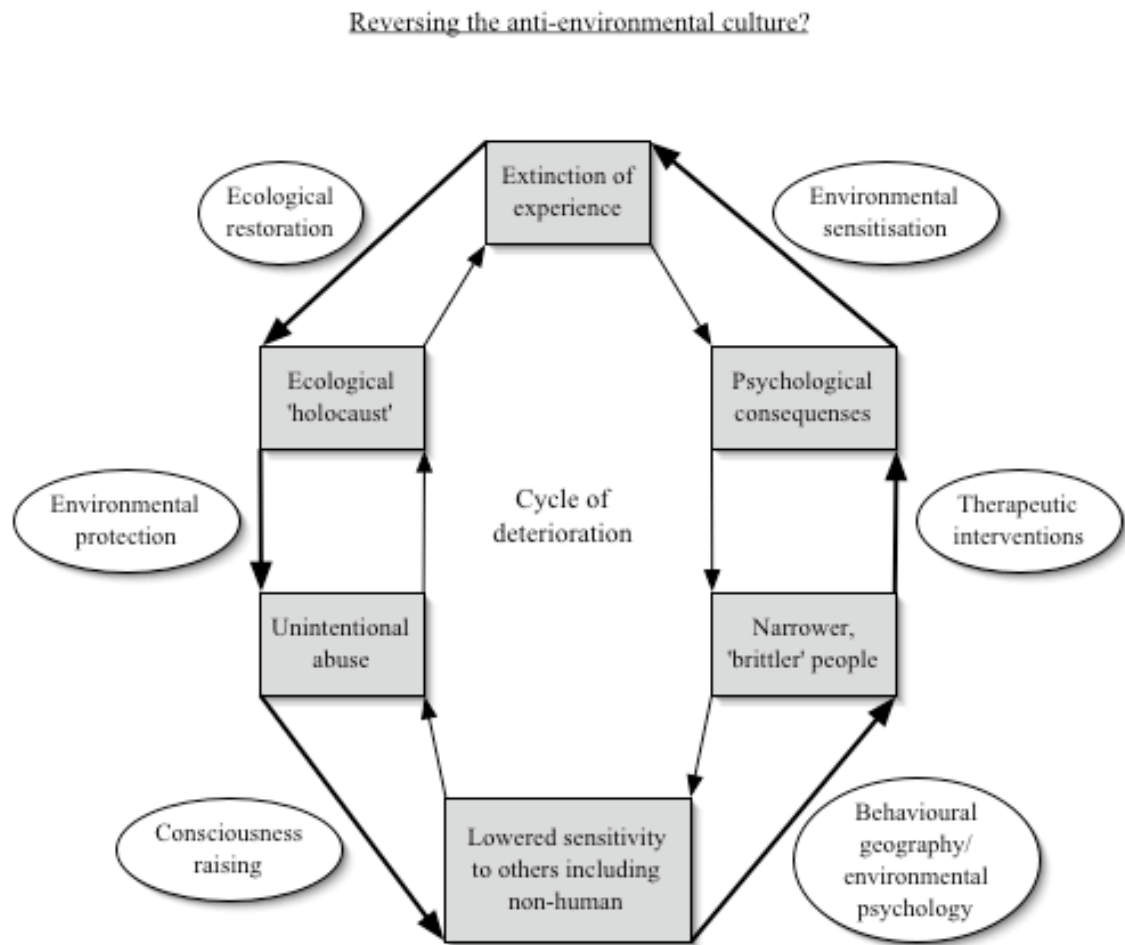 Reversing the anti-environmental culture?
Ecological
restoration
Extinction of
experience
Environmental
sensitisation
Ecological
'holocaust'
Psychological
consequenses
Environmental
protection
Cycle of
deterioration
Therapeutic
interventions
Unintentional
abuse
Narrower,
'brittler' people
Consciousness
raising
Lowered sensitivity
to others including
non-human
Behavioural
geography/
environmental
psychology